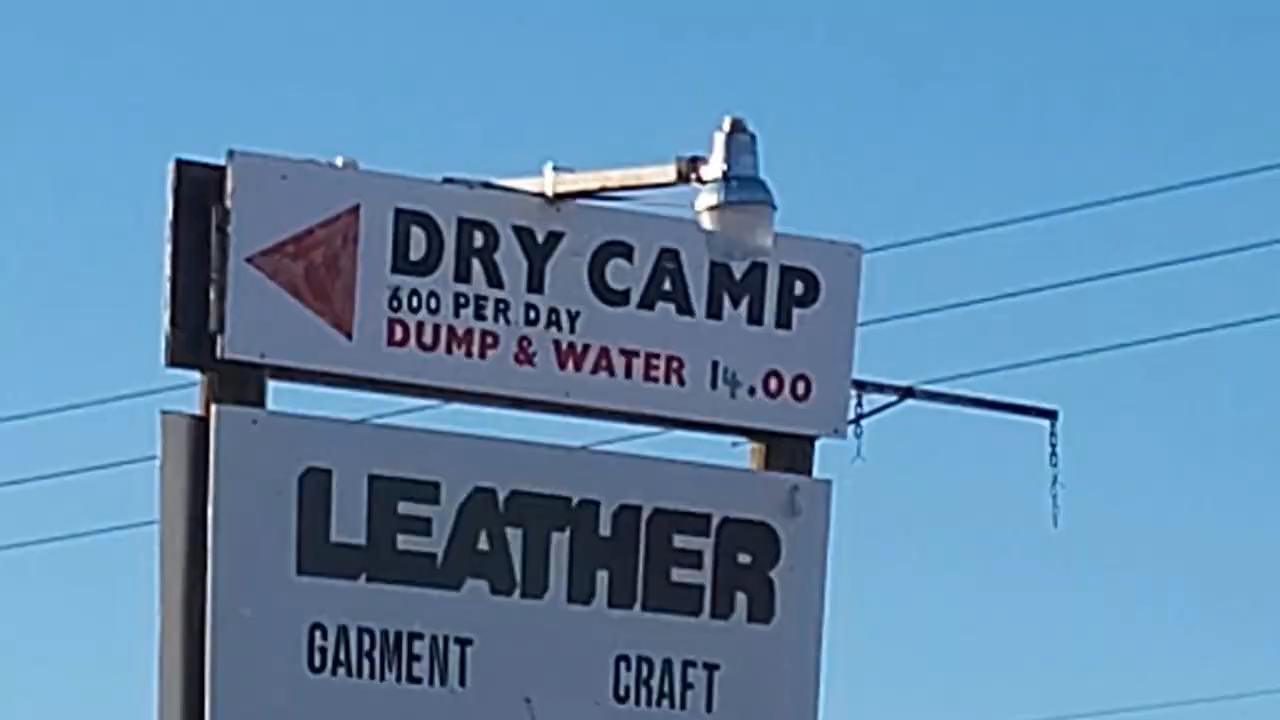 DRY CAMP
600 PER DAY
DUMP & WATER 14.00
LEATHER
GARMENT CRAFT